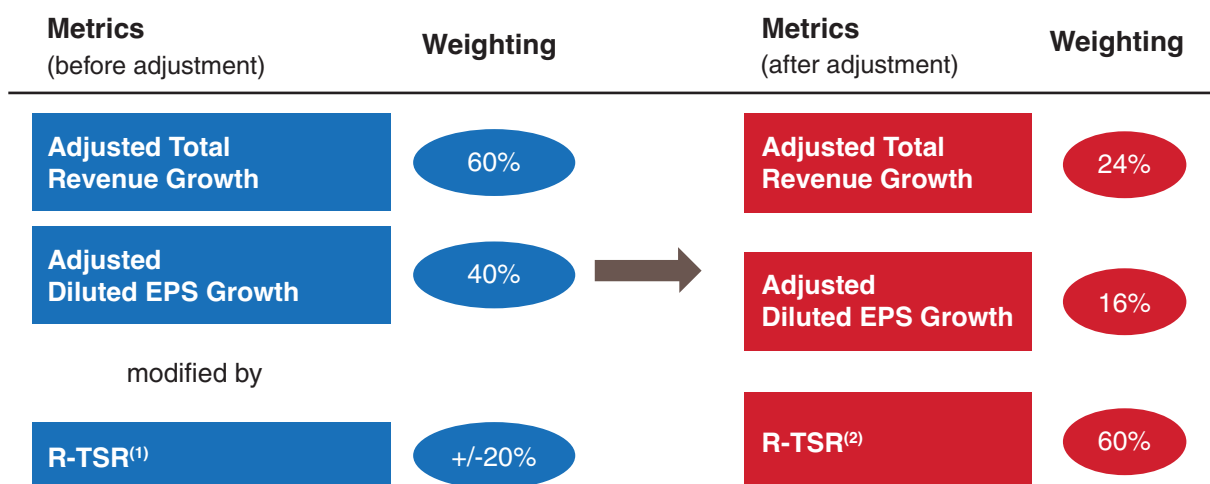 Metrics
(before adjustment)
Weighting
Metrics
(after adjustment)
Weighting
Adjusted Total
Revenue Growth
60%
Adjusted Total
Revenue Growth
24%
Adjusted
Diluted EPS Growth
40%
Adjusted
Diluted EPS Growth
16%
modified by
R-TSR(1)
+/-20%
R-TSR(2)
60%